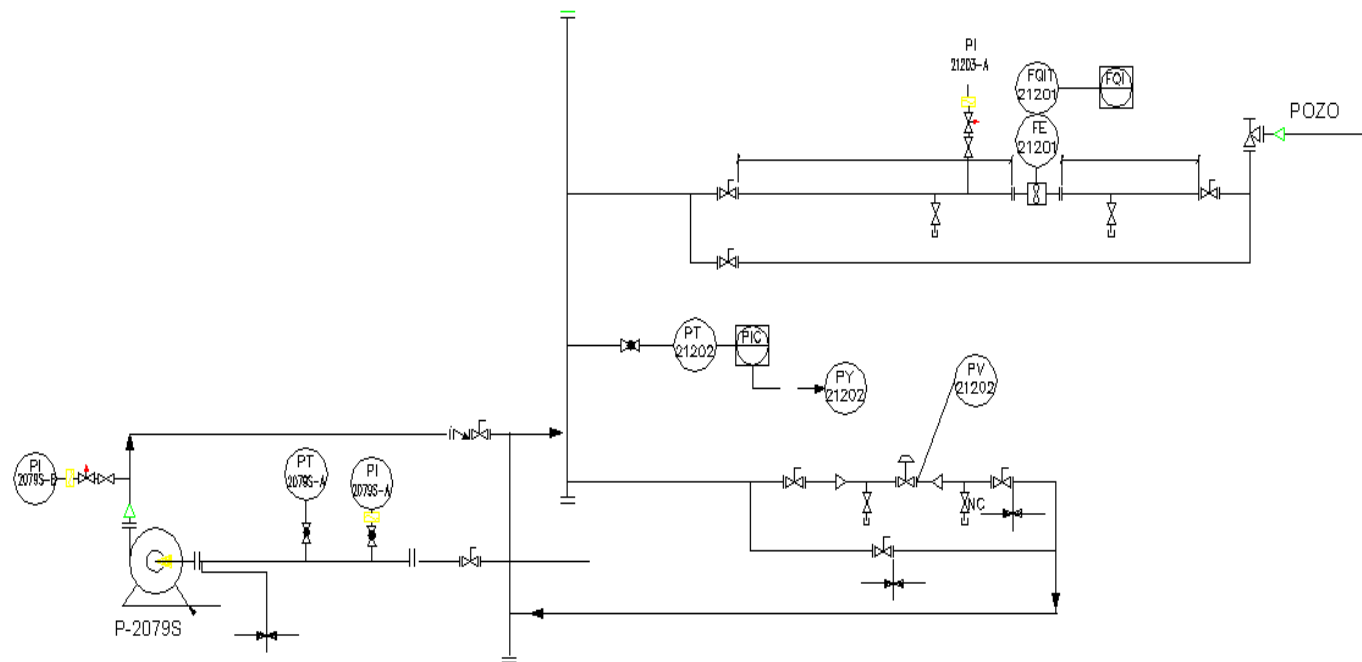 PI
21203-A
FQIT
21201
FQI
FE
21201
POZO
PT
21202
PIC
PY
21202
PV
21202
PI
2079S-B
PT
2079S-A
PI
2079S-A
NC
P-2079S